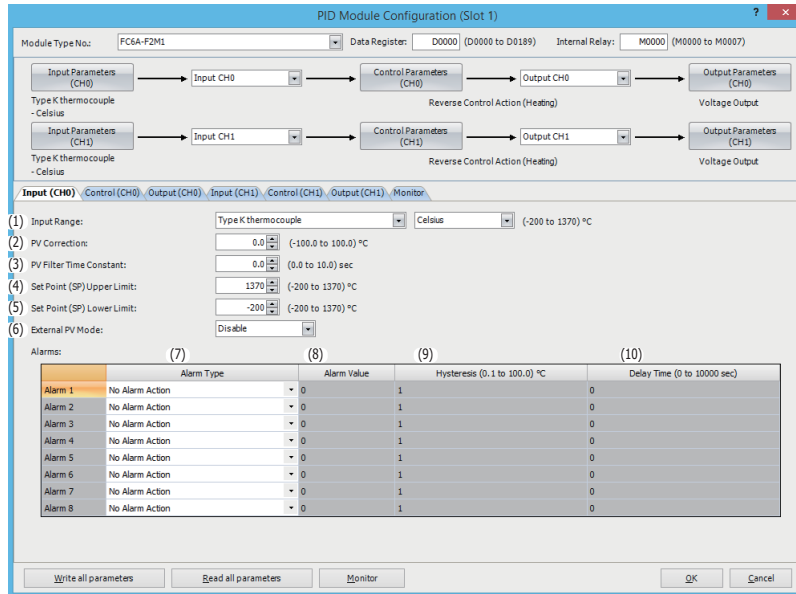 PID Module Configuration (Slot 1)
? ×
Module Type No.: FC6A-F2M1 Data Register: D0000 (D0000 to D0189) Internal Relay: M0000 (M0000 to M0007)
Input Parameters (CH0) Input CH0 Control Parameters (CH0) Output CH0 Output Parameters (CH0)
Type K thermocouple
- Celsius
Reverse Control Action (Heating)
Voltage Output
Input Parameters (CH1) Input CH1 Control Parameters (CH1) Output CH1 Output Parameters (CH1)
Type K thermocouple
- Celsius
Reverse Control Action (Heating)
Voltage Output
Input (CH0) Control (CH0) Output (CH0) Input (CH1) Control (CH1) Output (CH1) Monitor
(1) Input Range: Type K thermocouple Celsius (-200 to 1370) °C
(2) PV Correction: 0.0 (-100.0 to 100.0) °C
(3) PV Filter Time Constant: 0.0 (0.0 to 10.0) sec
(4) Set Point (SP) Upper Limit: 1370 (-200 to 1370) °C
(5) Set Point (SP) Lower Limit: -200 (-200 to 1370) °C
(6) External PV Mode: Disable
Alarms:
(7) (8) (9) (10)
Alarm Type Alarm Value Hysteresis (0.1 to 100.0) °C Delay Time (0 to 10000 sec)
Alarm 1 No Alarm Action 0 1 0
Alarm 2 No Alarm Action 0 1 0
Alarm 3 No Alarm Action 0 1 0
Alarm 4 No Alarm Action 0 1 0
Alarm 5 No Alarm Action 0 1 0
Alarm 6 No Alarm Action 0 1 0
Alarm 7 No Alarm Action 0 1 0
Alarm 8 No Alarm Action 0 1 0
Write all parameters Read all parameters Monitor OK Cancel